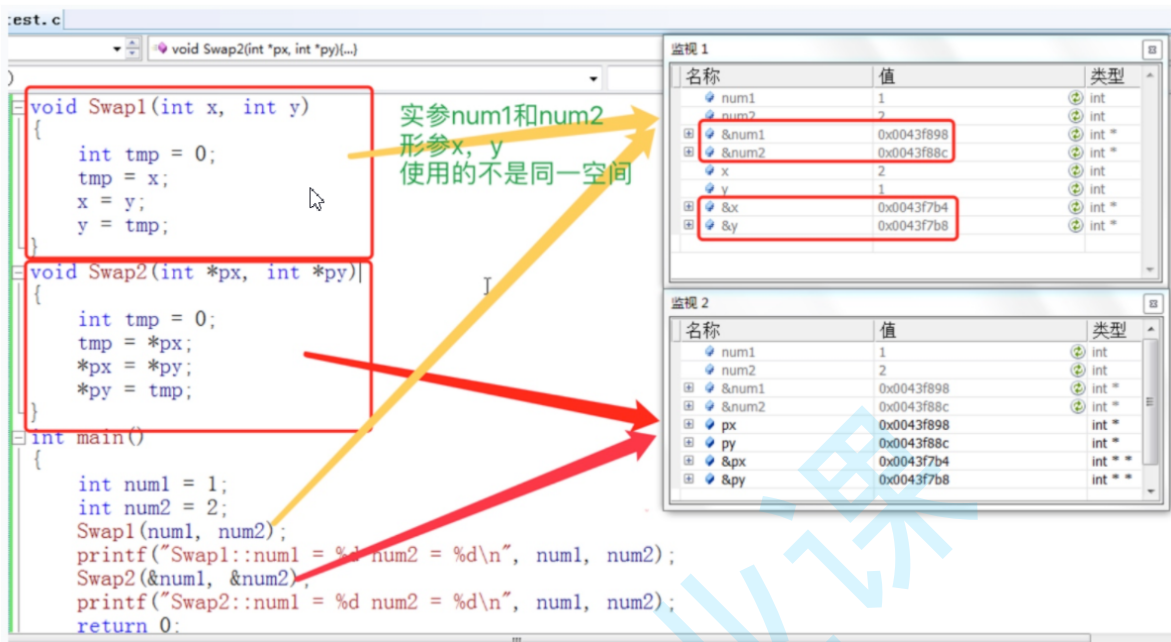 test.c
void Swap2(int *px, int *py){...}
)
void Swap1(int x, int y)
{
int tmp = 0;
tmp = x;
x = y;
y = tmp;
}
void Swap2(int *px, int *py)
{
int tmp = 0;
tmp = *px;
*px = *py;
*py = tmp;
}
int main()
{
int num1 = 1;
int num2 = 2;
Swap1(num1, num2);
printf("Swap1::num1 = %d num2 = %d\n", num1, num2);
Swap2(&num1, &num2);
printf("Swap2::num1 = %d num2 = %d\n", num1, num2);
return 0;
实参num1和num2
形参x,y
使用的不是同一空间
监视 1
名称 值 类型
num1 1 int
num2 2 int
&num1 0x0043f898 int *
&num2 0x0043f88c int *
x 2 int
y 1 int
&x 0x0043f7b4 int *
&y 0x0043f7b8 int *
监视 2
名称 值 类型
num1 1 int
num2 2 int
&num1 0x0043f898 int *
&num2 0x0043f88c int *
px 0x0043f898 int *
py 0x0043f88c int *
&px 0x0043f7b4 int * *
&py 0x0043f7b8 int * *
业课